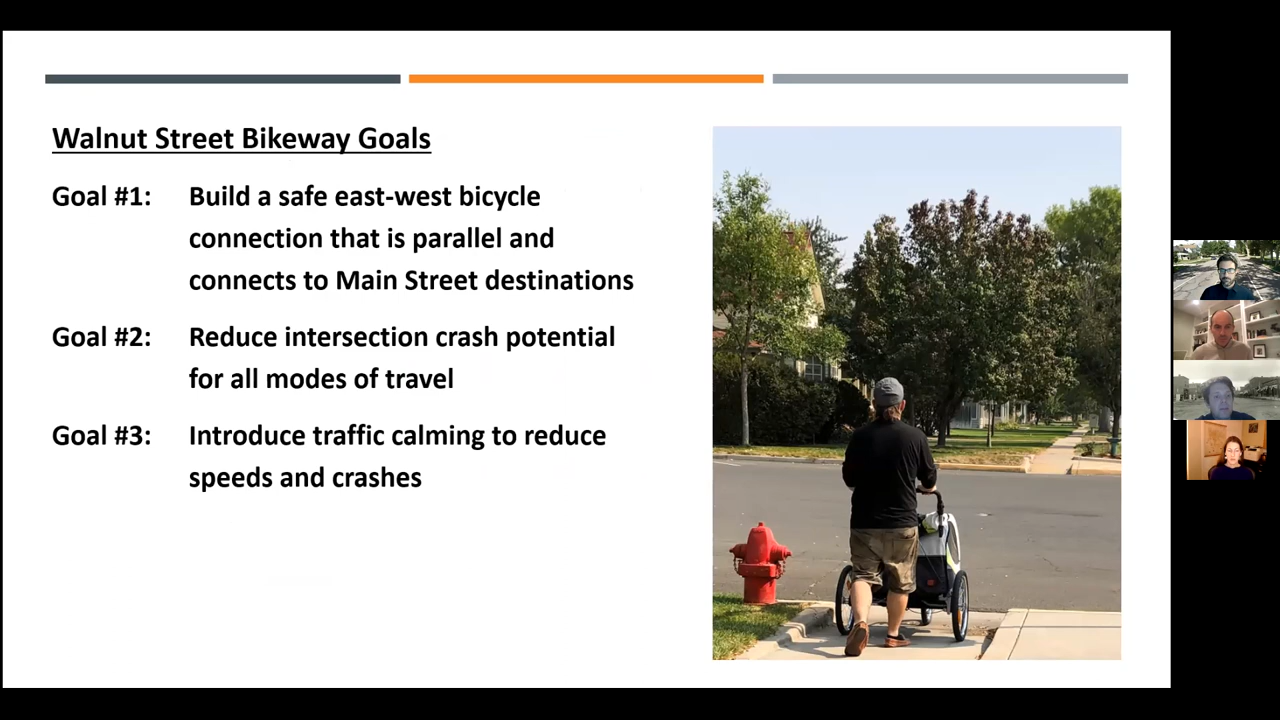 Walnut Street Bikeway Goals
Goal #1: Build a safe east-west bicycle
connection that is parallel and
connects to Main Street destinations
Goal #2: Reduce intersection crash potential
for all modes of travel
Goal #3: Introduce traffic calming to reduce
speeds and crashes